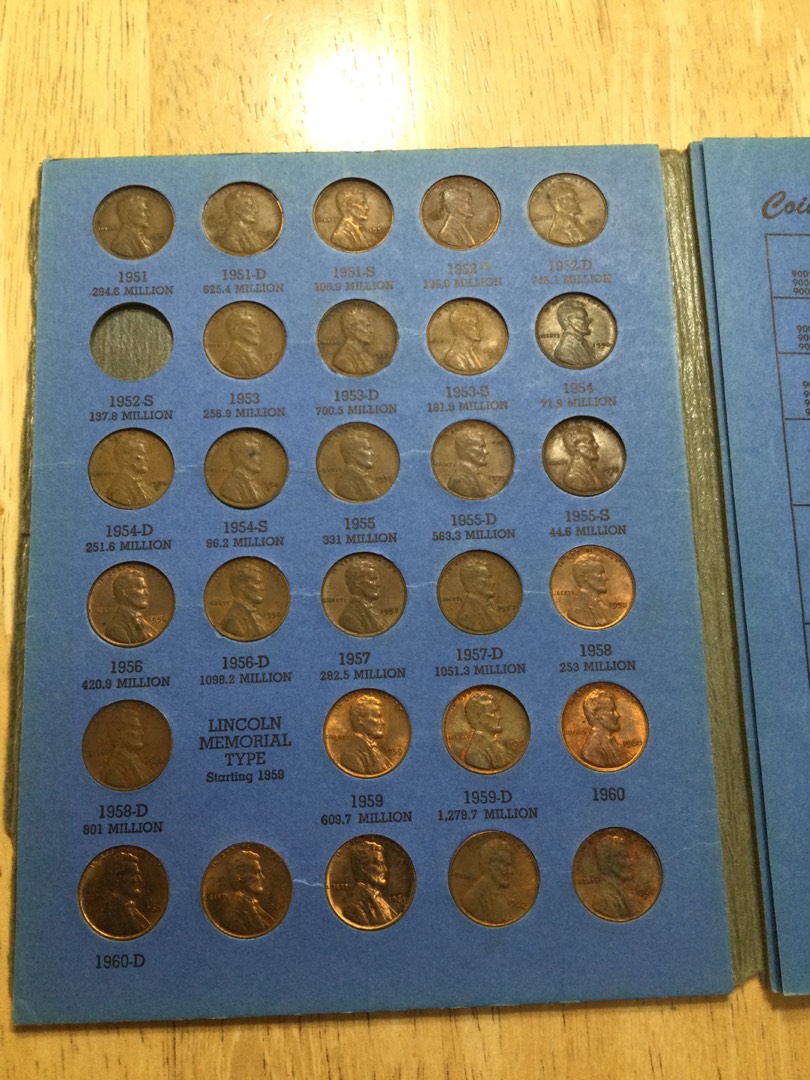 1951
294.6 MILLION
1951-D
625.4 MILLION
1951-S
100.9 MILLION
1952
1952-D
1952-S
137.8 MILLION
1953
256.9 MILLION
1953-D
700.5 MILLION
1953-S
181.9 MILLION
1954
1954-D
251.6 MILLION
1954-S
96.2 MILLION
1955
331 MILLION
1955-D
563.3 MILLION
1955-S
44.6 MILLION
1956
420.9 MILLION
1956-D
1098.2 MILLION
1957
282.5 MILLION
1957-D
1051.3 MILLION
1958
253 MILLION
1958-D
801 MILLION
LINCOLN
MEMORIAL
TYPE
Starting 1959
1959
609.7 MILLION
1959-D
1,279.7 MILLION
1960
1960-D